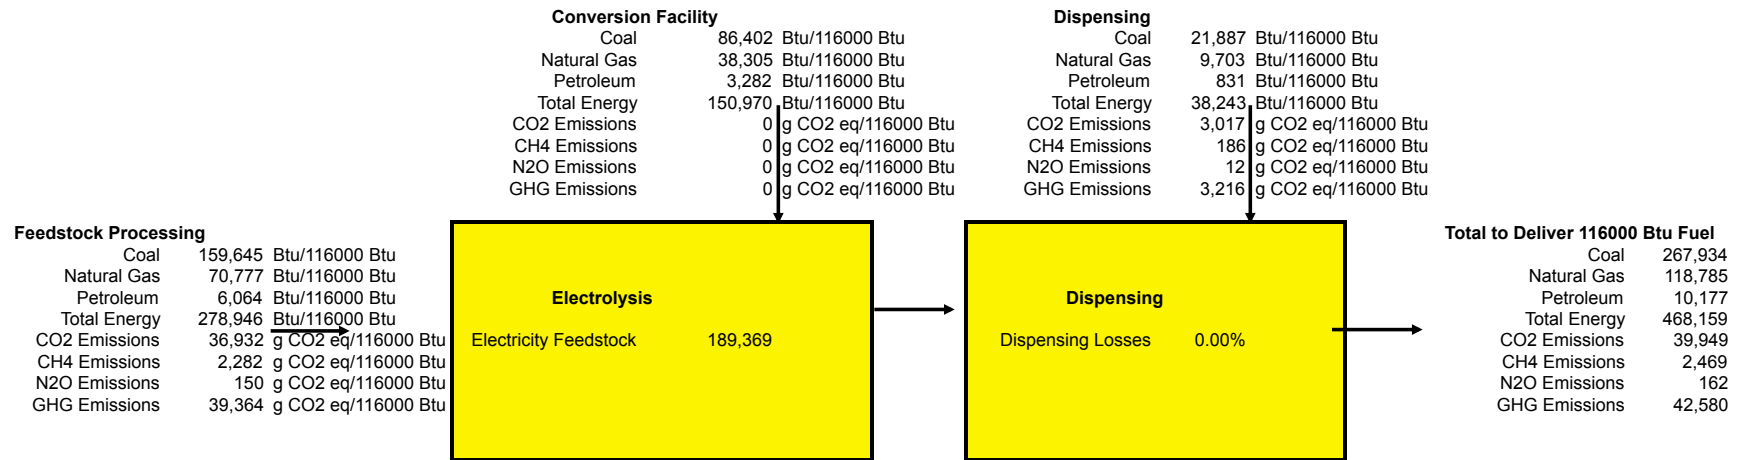 Conversion Facility
Coal 86,402 Btu/116000 Btu
Natural Gas 38,305 Btu/116000 Btu
Petroleum 3,282 Btu/116000 Btu
Total Energy 150,970 Btu/116000 Btu
CO2 Emissions 0 g CO2 eq/116000 Btu
CH4 Emissions 0 g CO2 eq/116000 Btu
N2O Emissions 0 g CO2 eq/116000 Btu
GHG Emissions 0 g CO2 eq/116000 Btu
Dispensing
Coal 21,887 Btu/116000 Btu
Natural Gas 9,703 Btu/116000 Btu
Petroleum 831 Btu/116000 Btu
Total Energy 38,243 Btu/116000 Btu
CO2 Emissions 3,017 g CO2 eq/116000 Btu
CH4 Emissions 186 g CO2 eq/116000 Btu
N2O Emissions 12 g CO2 eq/116000 Btu
GHG Emissions 3,216 g CO2 eq/116000 Btu
Feedstock Processing
Coal 159,645 Btu/116000 Btu
Natural Gas 70,777 Btu/116000 Btu
Petroleum 6,064 Btu/116000 Btu
Total Energy 278,946 Btu/116000 Btu
CO2 Emissions 36,932 g CO2 eq/116000 Btu
CH4 Emissions 2,282 g CO2 eq/116000 Btu
N2O Emissions 150 g CO2 eq/116000 Btu
GHG Emissions 39,364 g CO2 eq/116000 Btu
Electrolysis
Electricity Feedstock 189,369
Dispensing
Dispensing Losses 0.00%
Total to Deliver 116000 Btu Fuel
Coal 267,934
Natural Gas 118,785
Petroleum 10,177
Total Energy 468,159
CO2 Emissions 39,949
CH4 Emissions 2,469
N2O Emissions 162
GHG Emissions 42,580